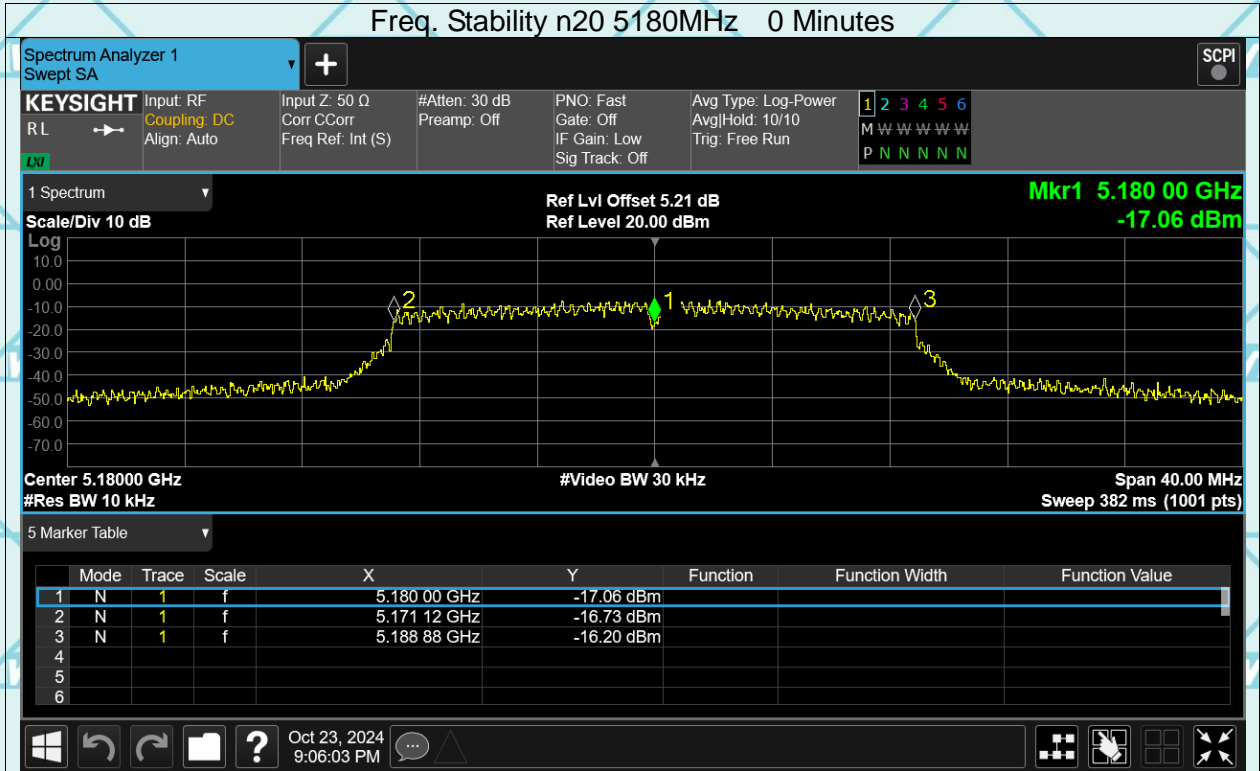 Freq. Stability n20 5180MHz 0 Minutes
Spectrum Analyzer 1
Swept SA
SCPI
KEYSIGHT
RL
LXI
Input: RF
Coupling: DC
Align: Auto
Input Z: 50 Ω
Corr CCorr
Freq Ref: Int (S)
#Atten: 30 dB
Preamp: Off
PNO: Fast
Gate: Off
IF Gain: Low
Sig Track: Off
Avg Type: Log-Power
Avg|Hold: 10/10
Trig: Free Run
1 2 3 4 5 6
M W W W W W
P N N N N N
1 Spectrum
Scale/Div 10 dB
Ref Lvl Offset 5.21 dB
Ref Level 20.00 dBm
Mkr1 5.180 00 GHz
-17.06 dBm
Log
10.0
0.00
-10.0
-20.0
-30.0
-40.0
-50.0
-60.0
-70.0
2
1
3
Center 5.18000 GHz
#Video BW 30 kHz
Span 40.00 MHz
#Res BW 10 kHz
Sweep 382 ms (1001 pts)
5 Marker Table
Mode Trace Scale X Y Function Function Width Function Value
1 N 1 f 5.180 00 GHz -17.06 dBm
2 N 1 f 5.171 12 GHz -16.73 dBm
3 N 1 f 5.188 88 GHz -16.20 dBm
4
5
6
?
Oct 23, 2024
9:06:03 PM